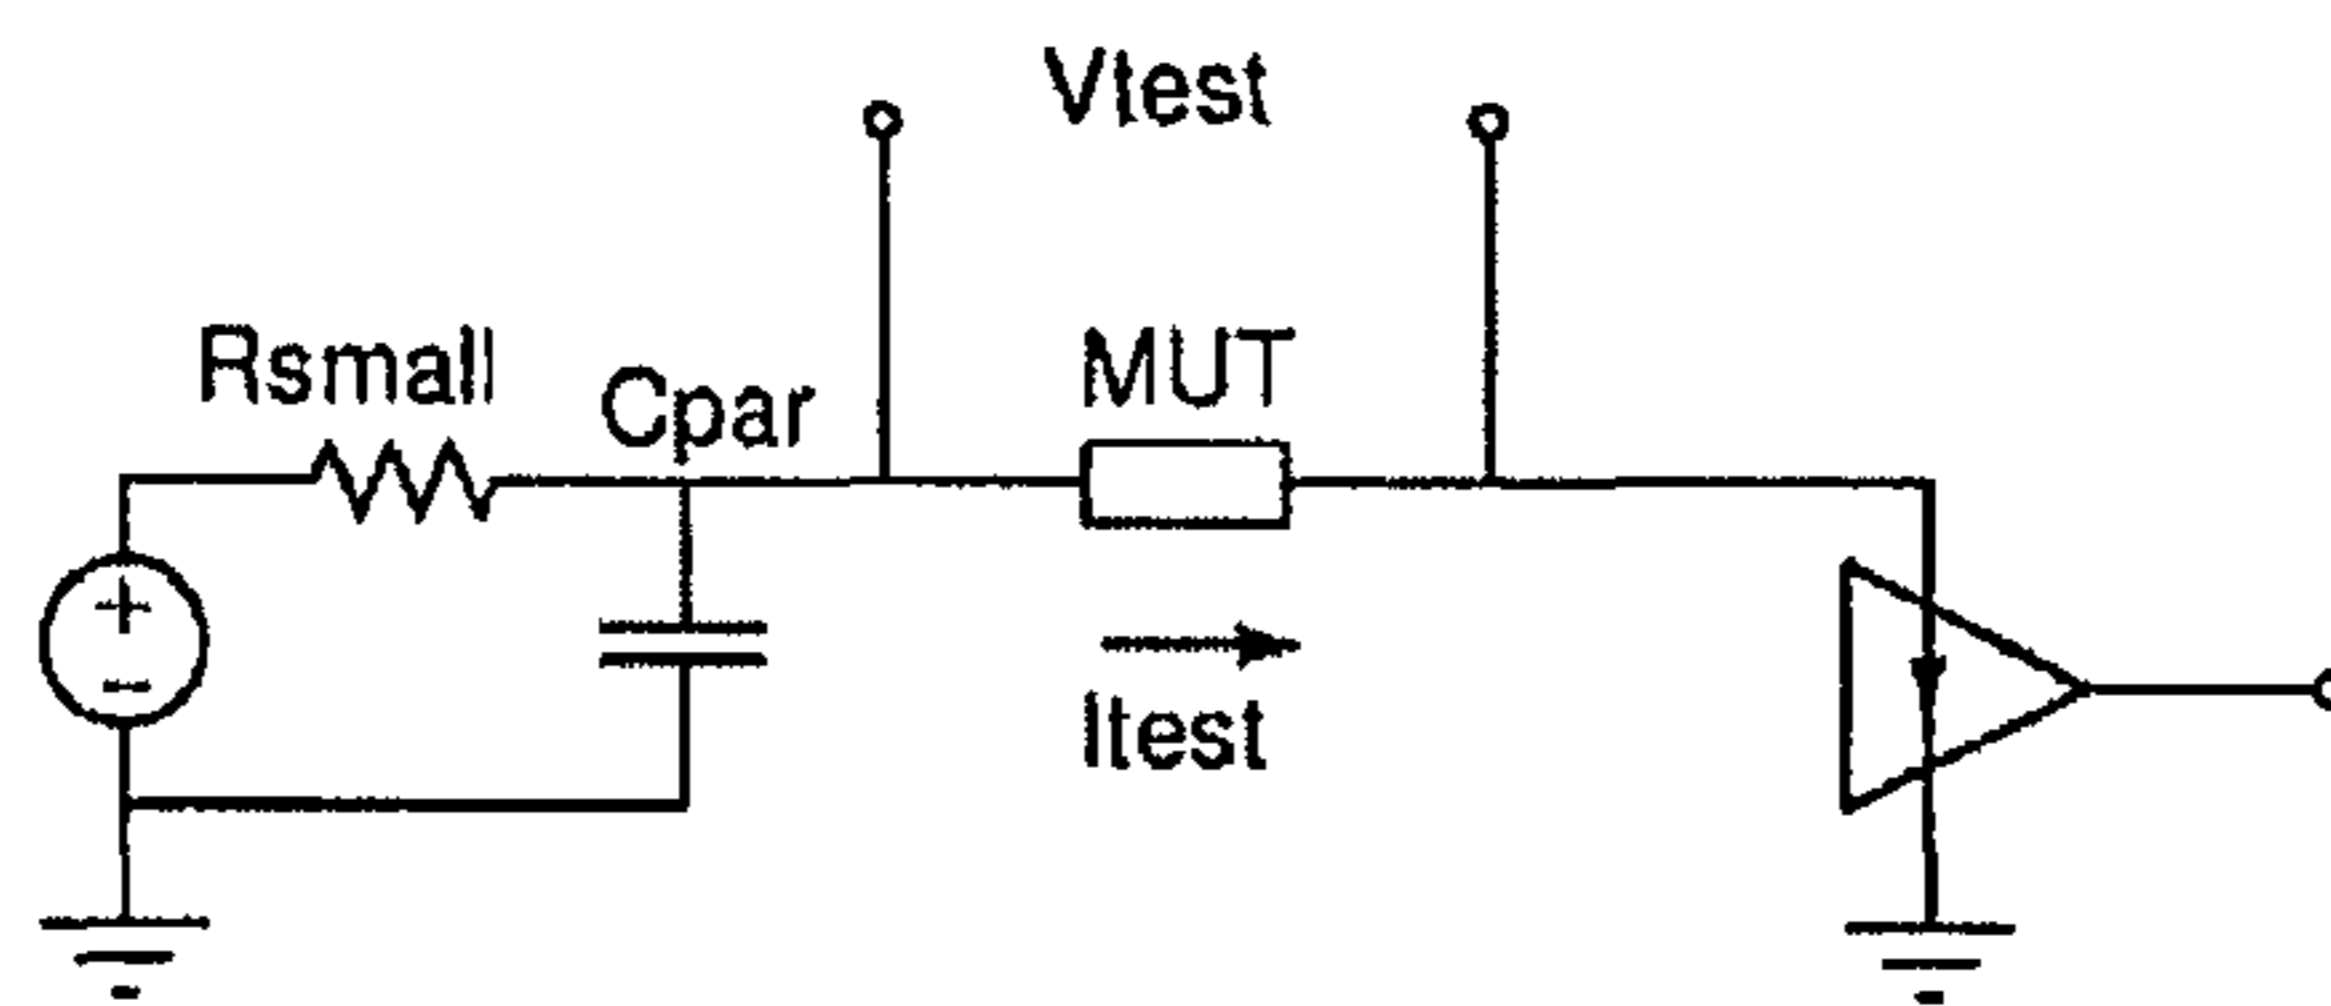 Vtest
Rsmall
Cpar
MUT
+
-
Itest